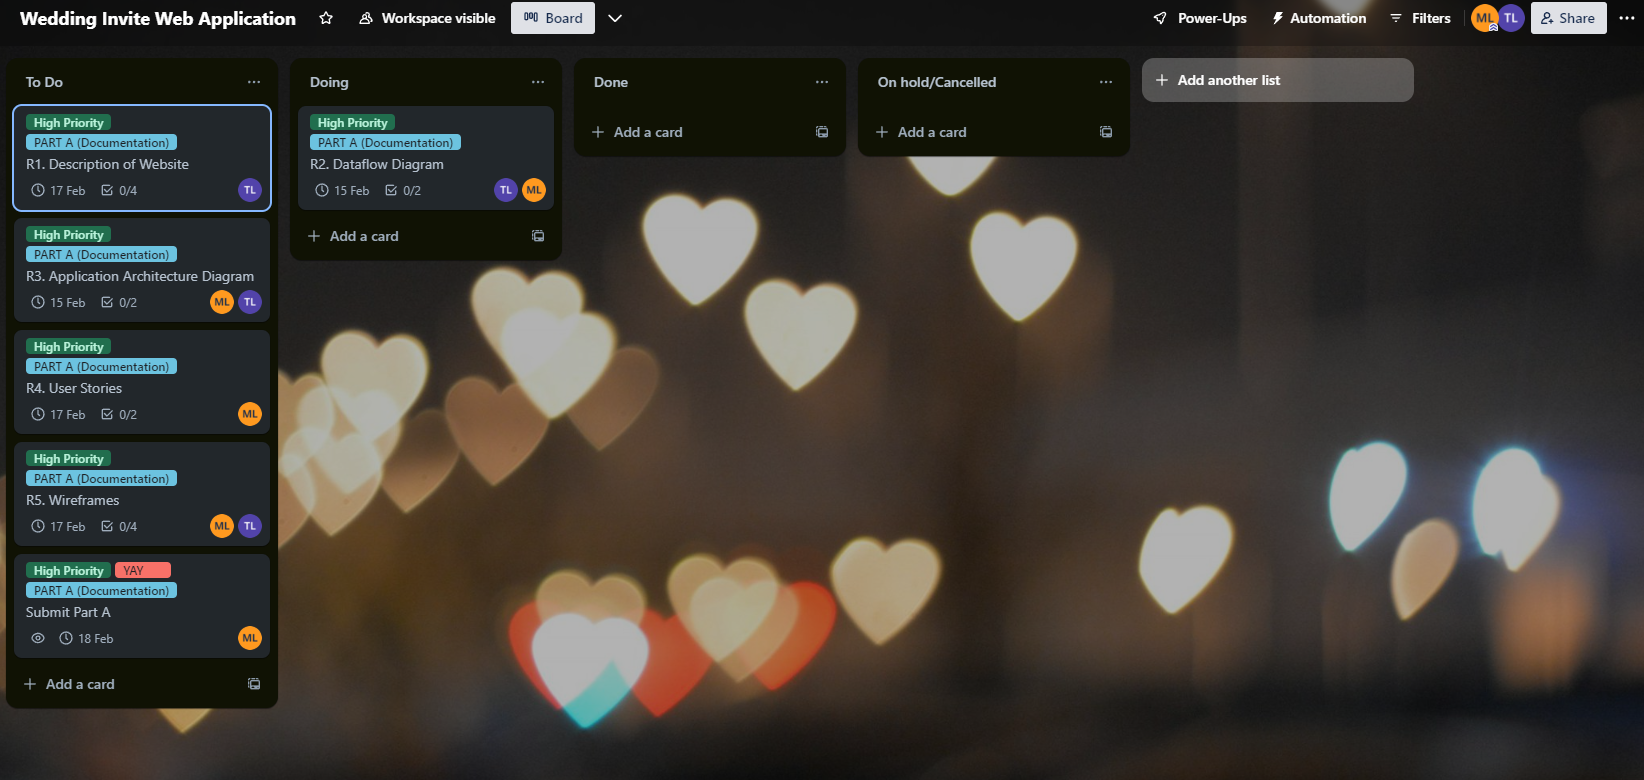 Wedding Invite Web Application
Workspace visible
Board
Power-Ups
Automation
Filters
ML
TL
Share
To Do
High Priority
PART A (Documentation)
R1. Description of Website
17 Feb 0/4 TL
High Priority
PART A (Documentation)
R3. Application Architecture Diagram
15 Feb 0/2 ML TL
High Priority
PART A (Documentation)
R4. User Stories
17 Feb 0/2 ML
High Priority
PART A (Documentation)
R5. Wireframes
17 Feb 0/4 ML TL
High Priority YAY
PART A (Documentation)
Submit Part A
18 Feb ML
Add a card
Doing
High Priority
PART A (Documentation)
R2. Dataflow Diagram
15 Feb 0/2 TL ML
Add a card
Done
Add a card
On hold/Cancelled
Add a card
Add another list